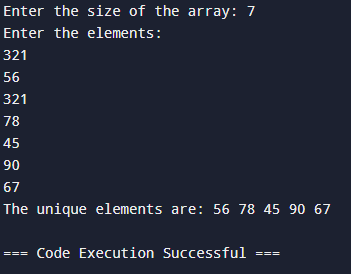 Enter the size of the array: 7
Enter the elements:
321
56
321
78
45
90
67
The unique elements are: 56 78 45 90 67
=== Code Execution Successful ===